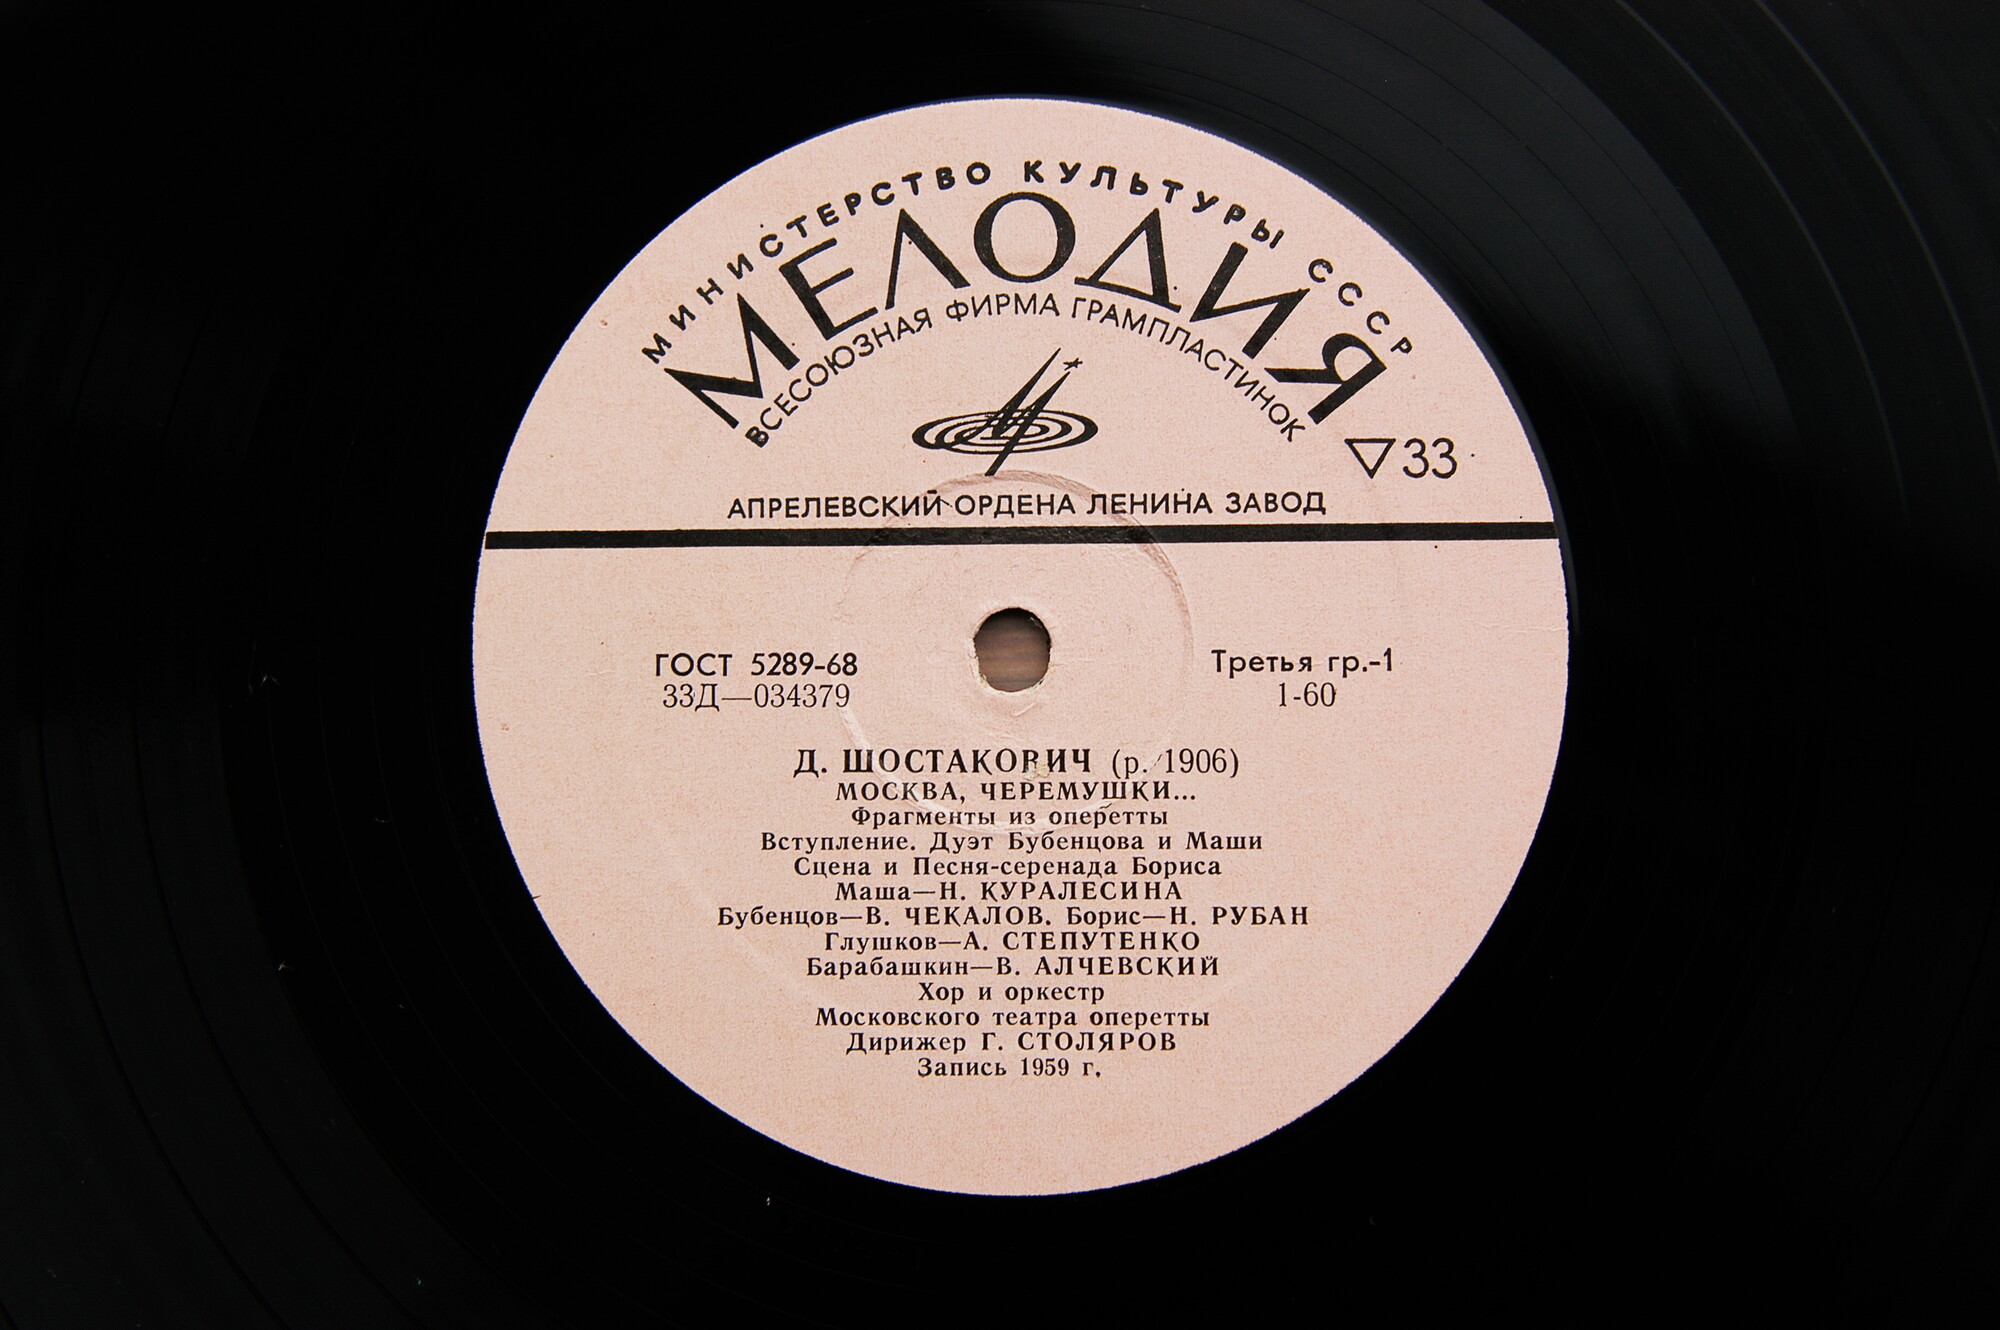 МИНИСТЕРСТВО КУЛЬТУРЫ СССР
МЕЛОДИЯ
ВСЕСОЮЗНАЯ ФИРМА ГРАМПЛАСТИНОК
▽33
АПРЕЛЕВСКИЙ ОРДЕНА ЛЕНИНА ЗАВОД
ГОСТ 5289-68
33Д—034379
Третья гр.-1
1-60
Д. ШОСТАКОВИЧ (р. 1906)
МОСКВА, ЧЕРЕМУШКИ...
Фрагменты из оперетты
Вступление. Дуэт Бубенцова и Маши
Сцена и Песня-серенада Бориса
Маша—Н. КУРАЛЕСИНА
Бубенцов—В. ЧЕКАЛОВ. Борис—Н. РУБАН
Глушков—А. СТЕПУТЕНКО
Барабашкин—В. АЛЧЕВСКИЙ
Хор и оркестр
Московского театра оперетты
Дирижер Г. СТОЛЯРОВ
Запись 1959 г.